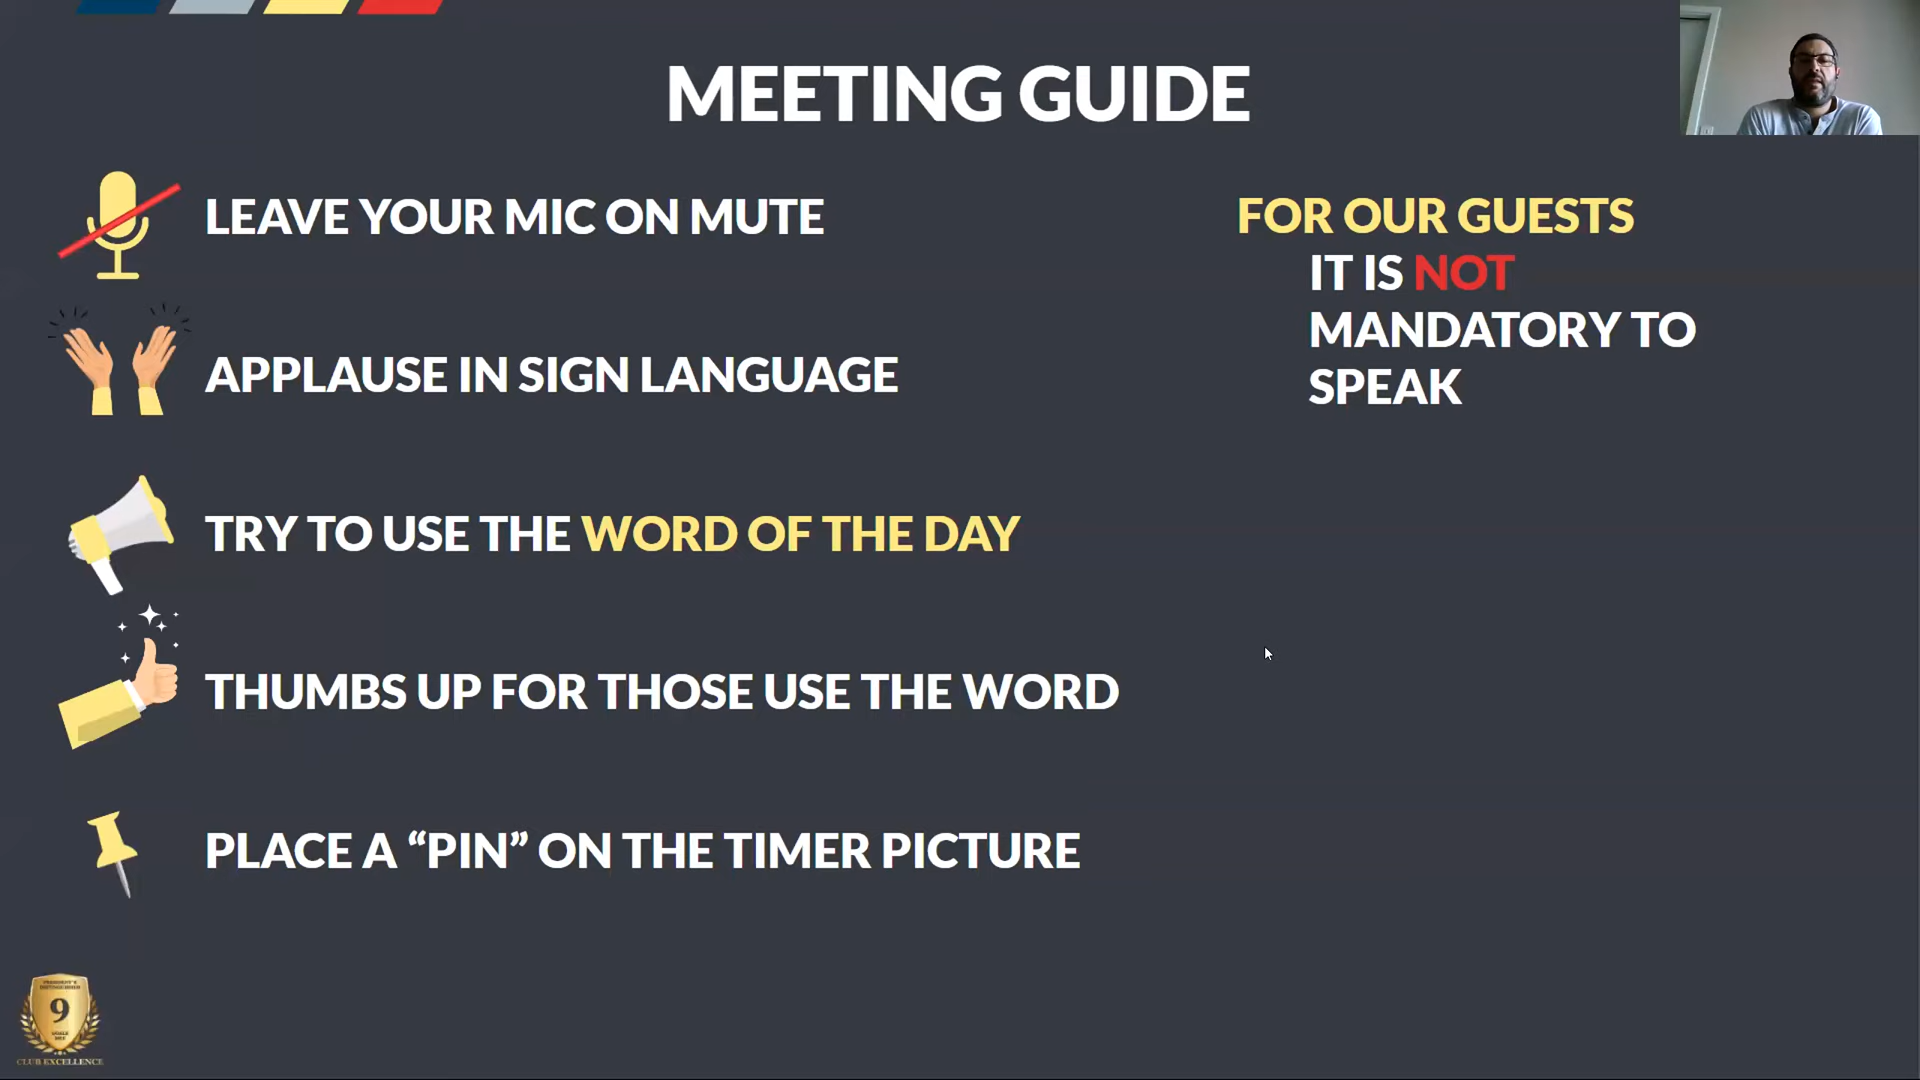 MEETING GUIDE
LEAVE YOUR MIC ON MUTE
APPLAUSE IN SIGN LANGUAGE
TRY TO USE THE WORD OF THE DAY
THUMBS UP FOR THOSE USE THE WORD
PLACE A “PIN” ON THE TIMER PICTURE
FOR OUR GUESTS
IT IS NOT
MANDATORY TO
SPEAK
PRESIDENT'S
DISTINGUISHED
9
CLUB EXCELLENCE